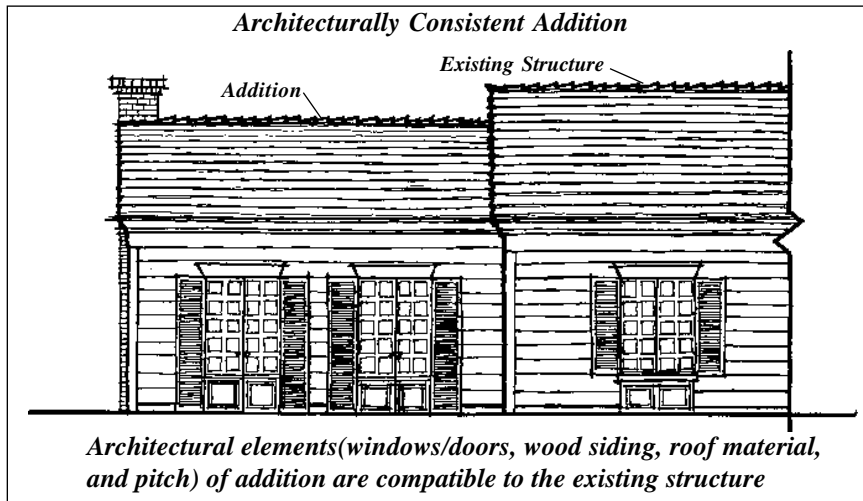 Architecturally Consistent Addition
Existing Structure
Addition
Architectural elements(windows/doors, wood siding, roof material,
and pitch) of addition are compatible to the existing structure